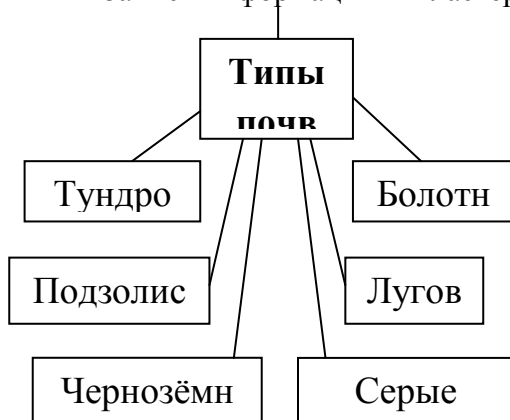 Типы
почв
Тундро
Болотн
Подзолис
Лугов
Чернозёмн
Серые